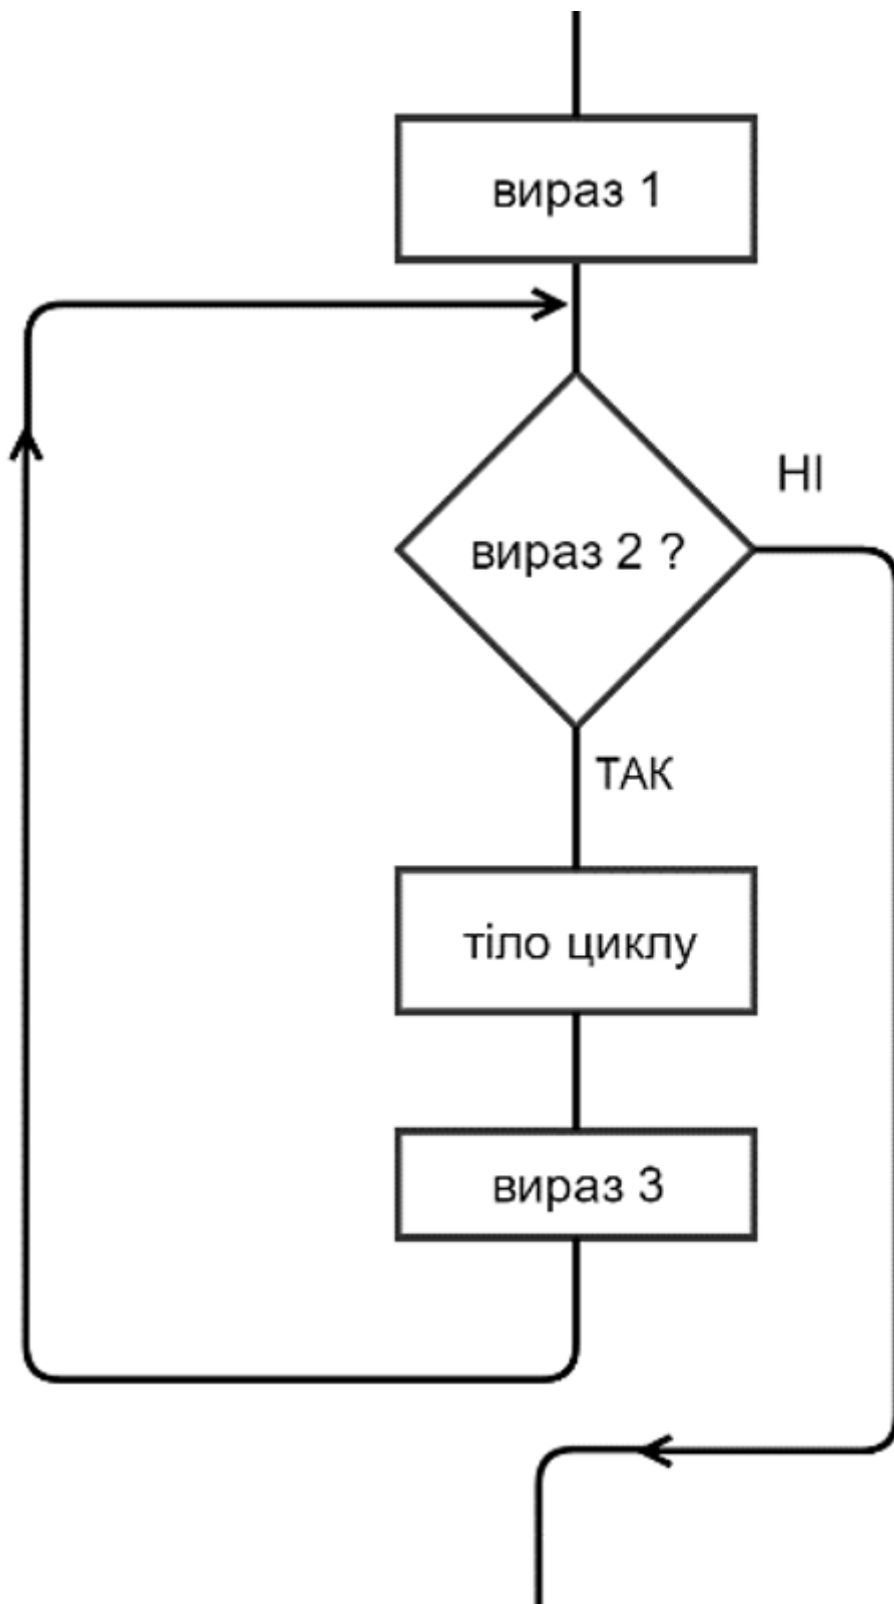 вираз 1
НІ
вираз 2 ?
ТАК
тіло циклу
вираз 3